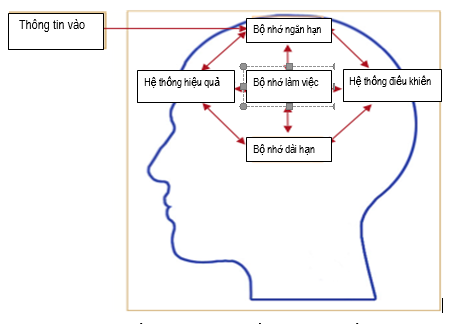 Thông tin vào
Bộ nhớ ngắn hạn
Hệ thống hiệu quả
Bộ nhớ làm việc
Hệ thống điều khiển
Bộ nhớ dài hạn